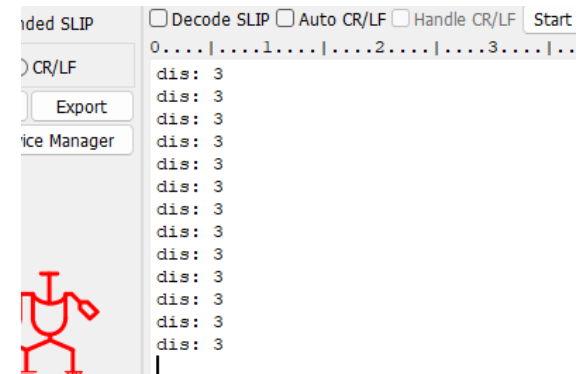 nded SLIP
Decode SLIP Auto CR/LF Handle CR/LF Start
0....|....1....|....2....|....3....|..
CR/LF
Export
ice Manager
dis: 3
dis: 3
dis: 3
dis: 3
dis: 3
dis: 3
dis: 3
dis: 3
dis: 3
dis: 3
dis: 3
dis: 3
dis: 3